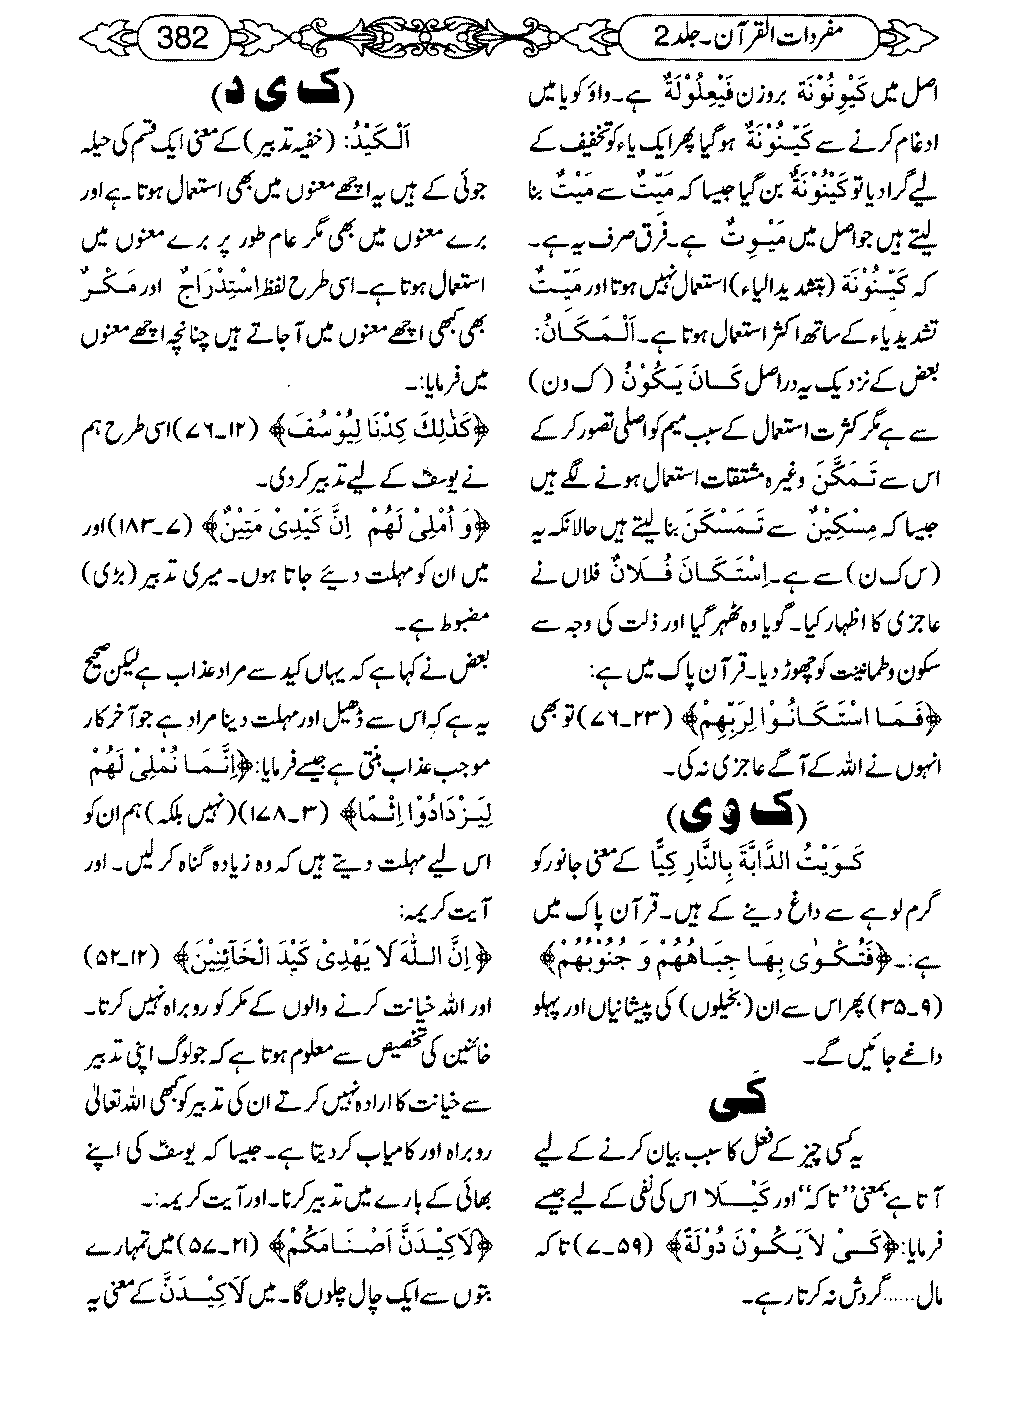 مفردات القرآن۔جلد 2
382
اصل میں كَيْوَنُوْنَة بروزن فَيْعِلُوْلَةٌ ہے۔واؤ کو یا میں
ادغام کرنے سے كَيَّنُوْنَةٌ ہوگیا پھر ایک یاء کو تخفیف کے
لیے گرا دیا تو كَيْنُوْنَةٌ بن گیا جیسا کہ مَيِّتٌ سے مَيْتٌ بنا
لیتے ہیں جو اصل میں مَيْوِتٌ ہے۔فرق صرف یہ ہے۔
کہ كَيَّنُوْنَة (بتشدید الیاء) استعمال نہیں ہوتا اور مَيِّتٌ
تشدید یاء کے ساتھ اکثر استعمال ہوتا ہے۔اَلْمَكَانُ:
بعض کے نزدیک یہ دراصل كَانَ يَكُوْنُ (ک و ن)
سے ہے مگر کثرت استعمال کے سبب میم کو اصلی تصور کر کے
اس سے تَمَكَّنَ وغیرہ مشتقات استعمال ہونے لگے ہیں
جیسا کہ مِسْكِيْنٌ سے تَمَسْكَنَ بنا لیتے ہیں حالانکہ یہ
(س ک ن) سے ہے۔اِسْتَكَانَ فُلَانٌ فلاں نے
عاجزی کا اظہار کیا۔گویا وہ ٹھہر گیا اور ذلت کی وجہ سے
سکون و طمانیت کو چھوڑ دیا۔قرآن پاک میں ہے:
﴿فَمَا اسْتَكَانُوْا لِرَبِّهِمْ﴾ (۲۳۔۷۶) تو بھی
انہوں نے اللہ کے آگے عاجزی نہ کی۔
(ک و ی)
كَوَيْتُ الدَّابَّةَ بِالنَّارِ كَيًّا کے معنی جانور کو
گرم لوہے سے داغ دینے کے ہیں۔قرآن پاک میں
ہے:۔﴿فَتُكْوٰى بِهَا جِبَاهُهُمْ وَ جُنُوْبُهُمْ﴾
(۹۔۳۵) پھر اس سے ان (بخیلوں) کی پیشانیاں اور پہلو
داغے جائیں گے۔
كَی
یہ کسی چیز کے فعل کا سبب بیان کرنے کے لیے
آتا ہے بمعنی ’’تاکہ‘‘ اور كَيْلَا اس کی نفی کے لیے جیسے
فرمایا:﴿كَيْ لَا يَكُوْنَ دُوْلَةً﴾ (۵۹۔۷) تاکہ
مال......گردش نہ کرتا رہے۔
(ک ی د)
اَلْكَيْدُ: (خفیہ تدبیر) کے معنی ایک قسم کی حیلہ
جوئی کے ہیں یہ اچھے معنوں میں بھی استعمال ہوتا ہے اور
برے معنوں میں بھی مگر عام طور پر برے معنوں میں
استعمال ہوتا ہے۔اسی طرح لفظ اِسْتِدْرَاجٌ اور مَكْرٌ
بھی کبھی اچھے معنوں میں آ جاتے ہیں چنانچہ اچھے معنوں
میں فرمایا:۔
﴿كَذٰلِكَ كِدْنَا لِيُوْسُفَ﴾ (۱۲۔۷۶) اسی طرح ہم
نے یوسفؑ کے لیے تدبیر کر دی۔
﴿وَ اُمْلِيْ لَهُمْ اِنَّ كَيْدِيْ مَتِيْنٌ﴾ (۷۔۱۸۳) اور
میں ان کو مہلت دیئے جاتا ہوں۔میری تدبیر (بڑی)
مضبوط ہے۔
بعض نے کہا ہے کہ یہاں کید سے مراد عذاب ہے لیکن صحیح
یہ ہے کہ اس سے ڈھیل اور مہلت دینا مراد ہے جو آخر کار
موجب عذاب بنتی ہے جیسے فرمایا:﴿اِنَّمَا نُمْلِيْ لَهُمْ
لِيَزْدَادُوْا اِثْمًا﴾ (۳۔۱۷۸) (نہیں بلکہ) ہم ان کو
اس لیے مہلت دیتے ہیں کہ وہ زیادہ گناہ کر لیں۔اور
آیت کریمہ:
﴿اِنَّ اللّٰهَ لَا يَهْدِيْ كَيْدَ الْخَآئِنِيْنَ﴾ (۱۲۔۵۲)
اور اللہ خیانت کرنے والوں کے مکر کو روبراہ نہیں کرتا۔
خائنین کی تخصیص سے معلوم ہوتا ہے کہ جو لوگ اپنی تدبیر
سے خیانت کا ارادہ نہیں کرتے ان کی تدبیر کو کبھی اللہ تعالیٰ
روبراہ اور کامیاب کر دیتا ہے۔جیسا کہ یوسفؑ کی اپنے
بھائی کے بارے میں تدبیر کرنا۔اور آیت کریمہ:۔
﴿لَاَكِيْدَنَّ اَصْنَامَكُمْ﴾ (۲۱۔۵۷) میں تمہارے
بتوں سے ایک چال چلوں گا۔میں لَاَكِيْدَنَّ کے معنی یہ